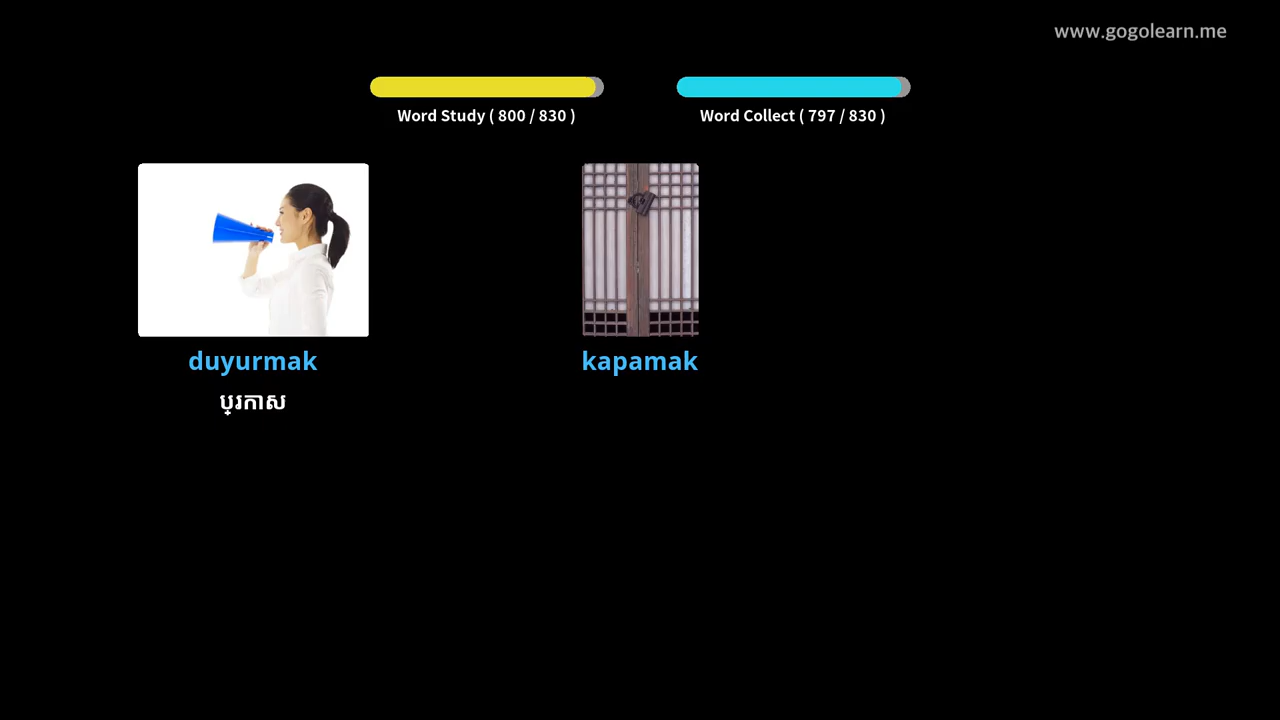 www.gogolearn.me
Word Study ( 800 / 830 )
Word Collect ( 797 / 830 )
duyurmak
kapamak
ប្រកាស